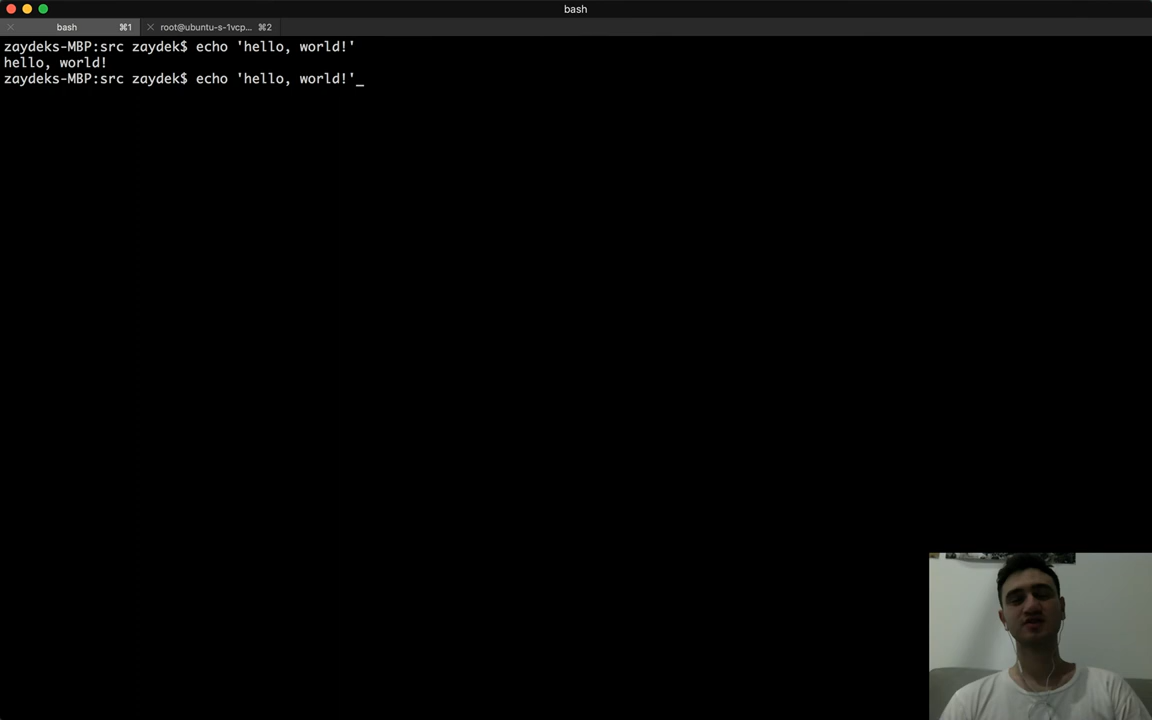 bash
bash ⌘1 root@ubuntu-s-1vcp... ⌘2
zaydeks-MBP:src zaydek$ echo 'hello, world!'
hello, world!
zaydeks-MBP:src zaydek$ echo 'hello, world!'_